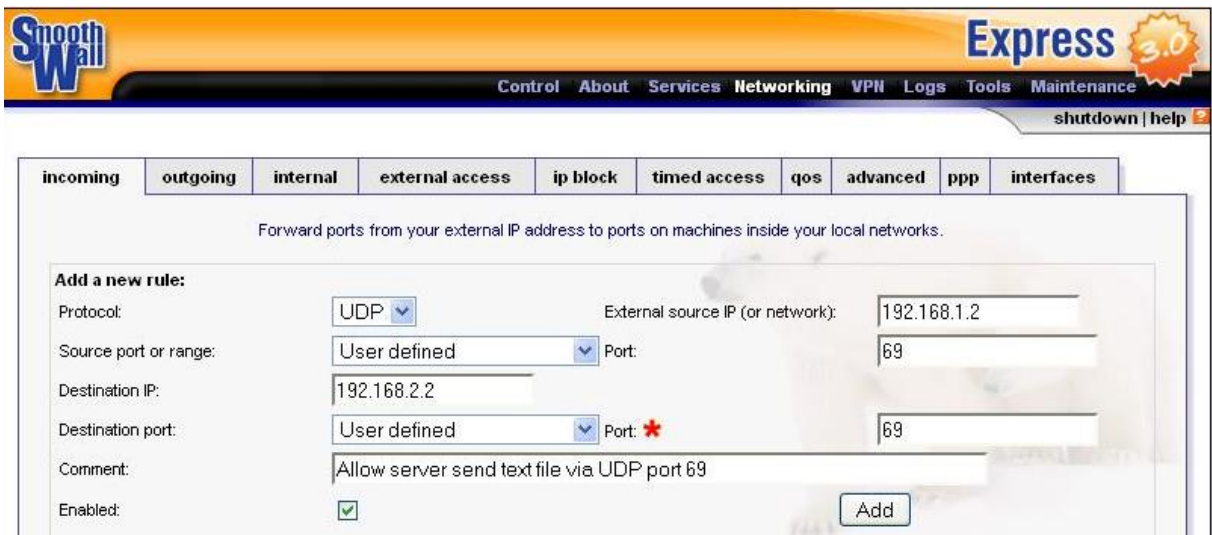 Smooth Wall Express 3.0
Control About Services Networking VPN Logs Tools Maintenance
shutdown | help ?
incoming outgoing internal external access ip block timed access qos advanced ppp interfaces
Forward ports from your external IP address to ports on machines inside your local networks.
Add a new rule:
Protocol: UDP External source IP (or network): 192.168.1.2
Source port or range: User defined Port: 69
Destination IP: 192.168.2.2
Destination port: User defined Port: * 69
Comment: Allow server send text file via UDP port 69
Enabled: Add